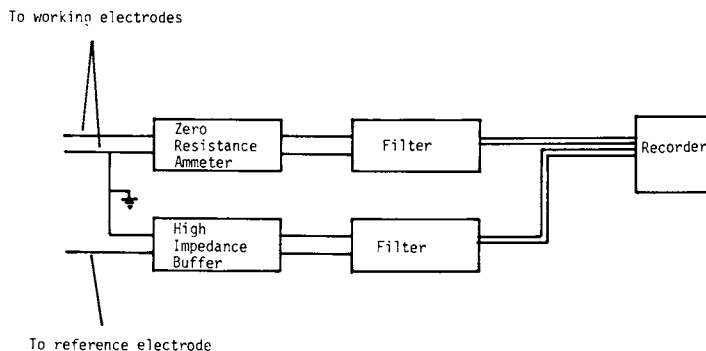 To working electrodes
Zero
Resistance
Ammeter
Filter
Recorder
High
Impedance
Buffer
Filter
To reference electrode